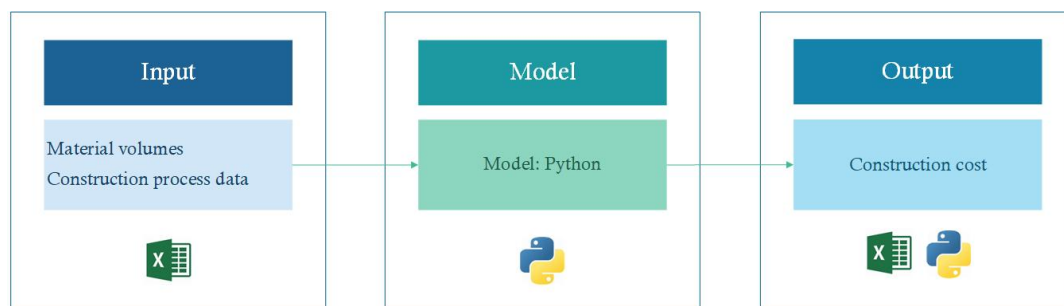 Input
Material volumes
Construction process data
X
Model
Model: Python
Output
Construction cost
X